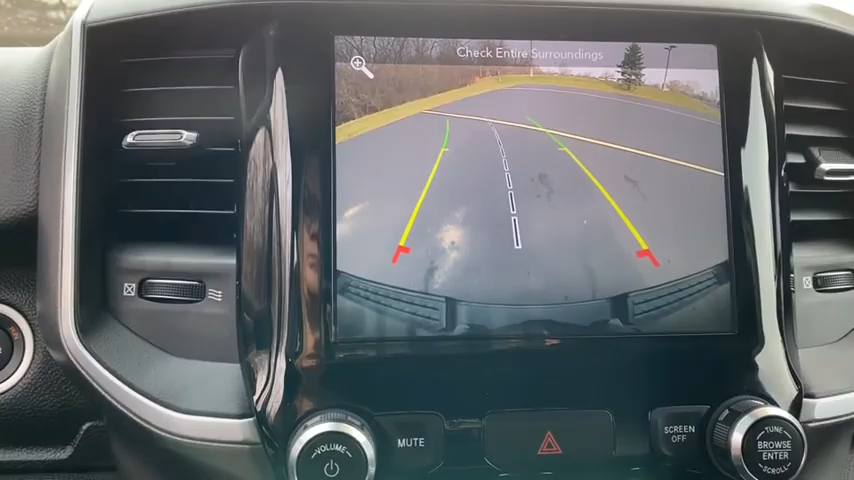 Check Entire Surroundings
VOLUME
MUTE
SCREEN
OFF
TUNE
BROWSE
ENTER
SCROLL